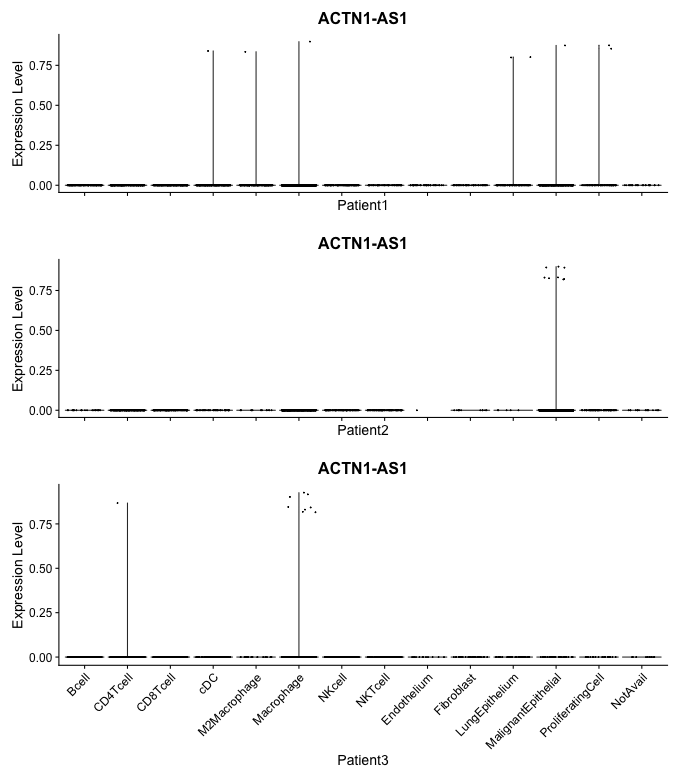 ACTN1-AS1
Expression Level
0.75
0.50
0.25
0.00
Patient1
ACTN1-AS1
Expression Level
0.75
0.50
0.25
0.00
Patient2
ACTN1-AS1
Expression Level
0.75
0.50
0.25
0.00
Bcell
CD4Tcell
CD8Tcell
cDC
M2Macrophage
Macrophage
NKcell
NKTcell
Endothelium
Fibroblast
LungEpithelium
MalignantEpithelial
ProliferatingCell
NotAvail
Patient3